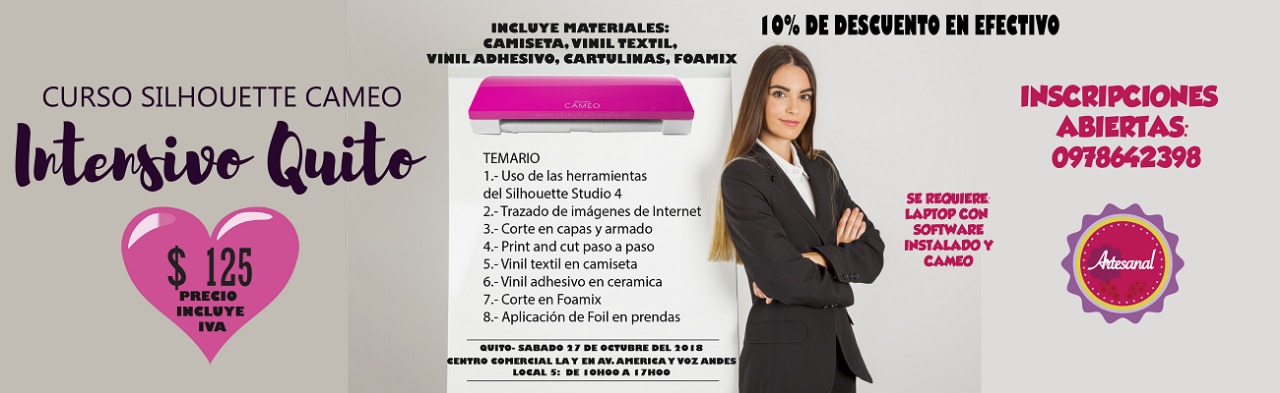 CURSO SILHOUETTE CAMEO
Intensivo Quito
$ 125
PRECIO
INCLUYE
IVA
INCLUYE MATERIALES:
CAMISETA, VINIL TEXTIL,
VINIL ADHESIVO, CARTULINAS, FOAMIX
CAMEO
TEMARIO
1.- Uso de las herramientas
del Silhouette Studio 4
2.- Trazado de imágenes de Internet
3.- Corte en capas y armado
4.- Print and cut paso a paso
5.- Vinil textil en camiseta
6.- Vinil adhesivo en ceramica
7.- Corte en Foamix
8.- Aplicación de Foil en prendas
QUITO- SABADO 27 DE OCTUBRE DEL 2018
CENTRO COMERCIAL LA Y EN AV. AMERICA Y VOZ ANDES
LOCAL 5: DE 10H00 A 17H00
10% DE DESCUENTO EN EFECTIVO
SE REQUIERE:
LAPTOP CON
SOFTWARE
INSTALADO Y
CAMEO
INSCRIPCIONES
ABIERTAS:
0978642398
Artesanal